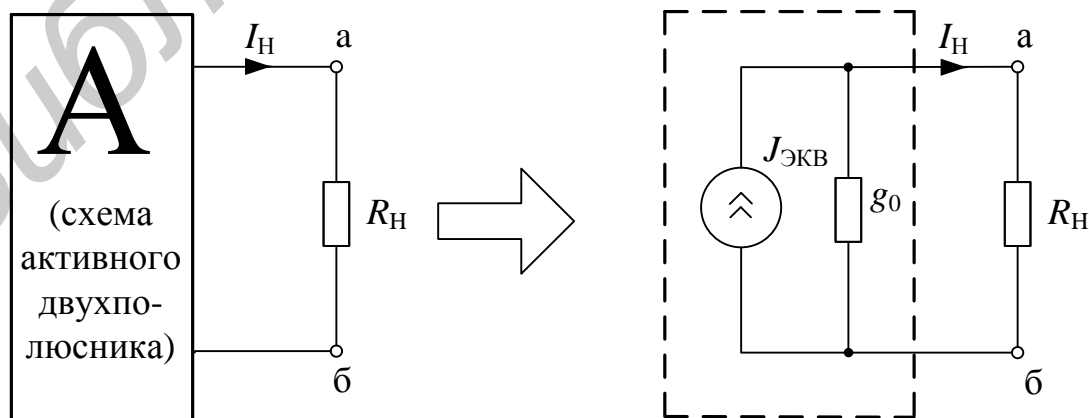 A
(схема
активного
двухпо-
люсника)
I_Н
а
R_Н
б
J_ЭКВ
g_0
I_Н
а
R_Н
б